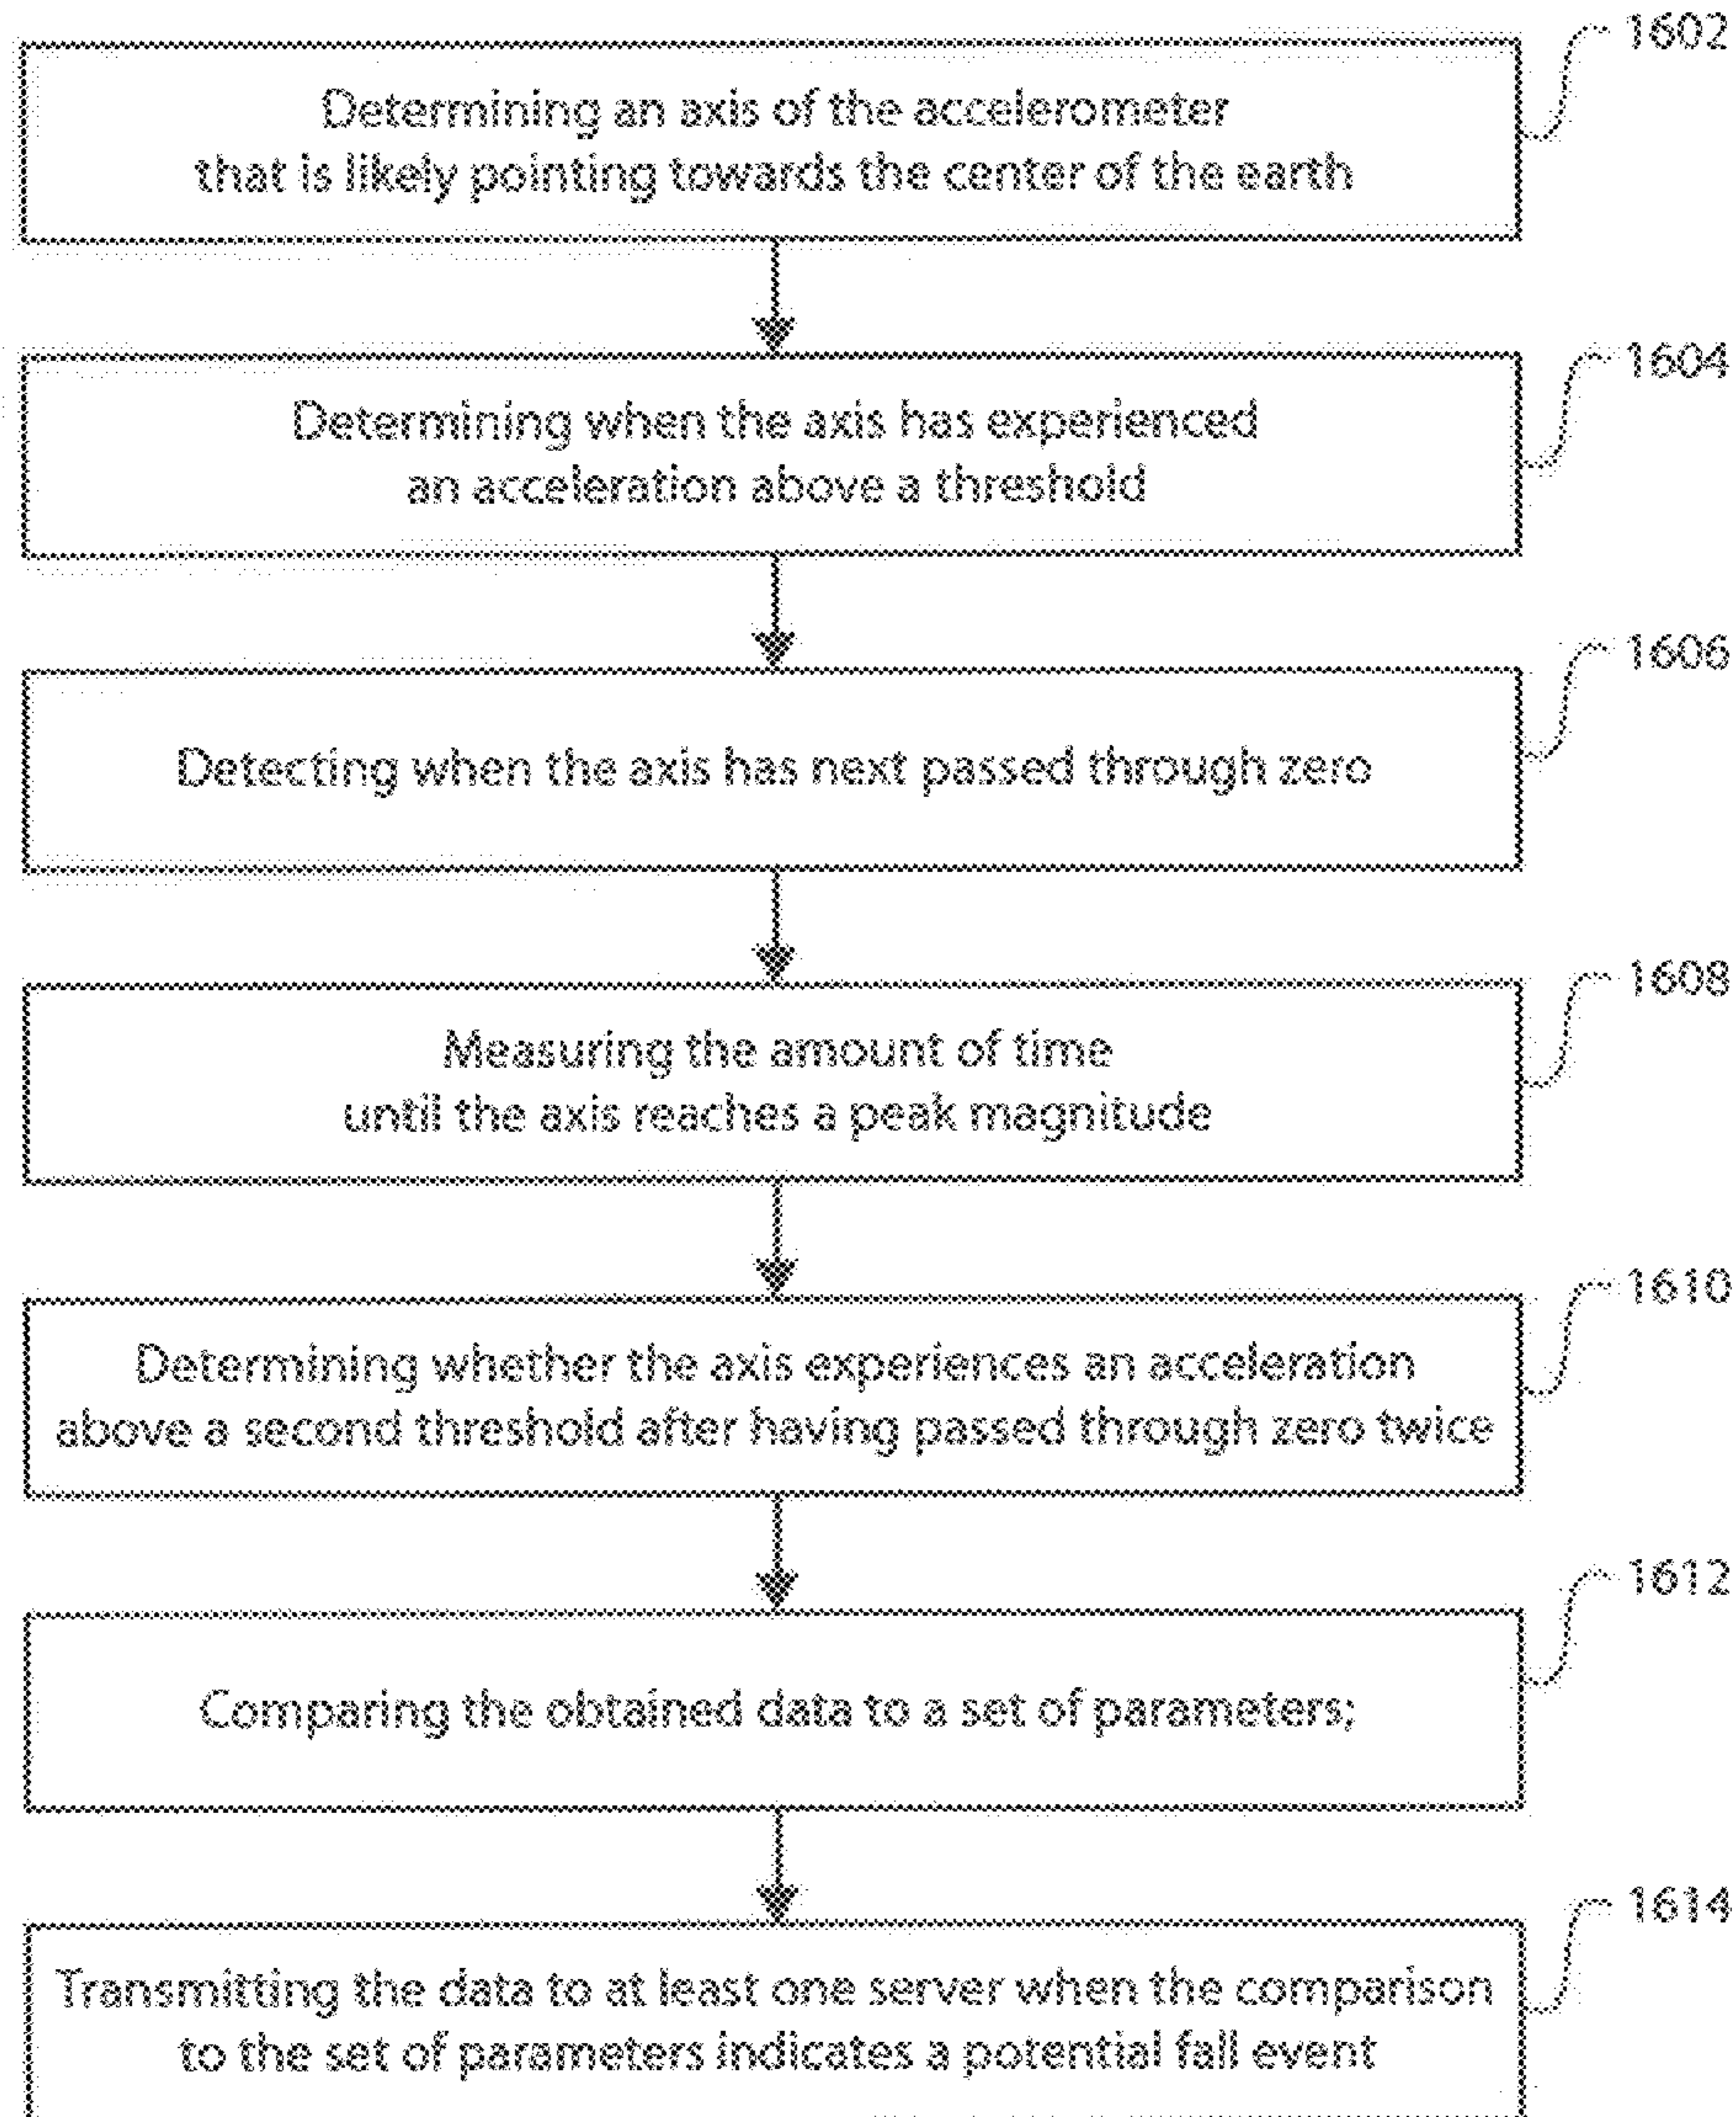 1602
Determining an axis of the accelerometer
that is likely pointing towards the center of the earth
1604
Determining when the axis has experienced
an acceleration above a threshold
1606
Detecting when the axis has next passed through zero
1608
Measuring the amount of time
until the axis reaches a peak magnitude
1610
Determining whether the axis experiences an acceleration
above a second threshold after having passed through zero twice
1612
Comparing the obtained data to a set of parameters;
1614
Transmitting the data to at least one server when the comparison
to the set of parameters indicates a potential fall event